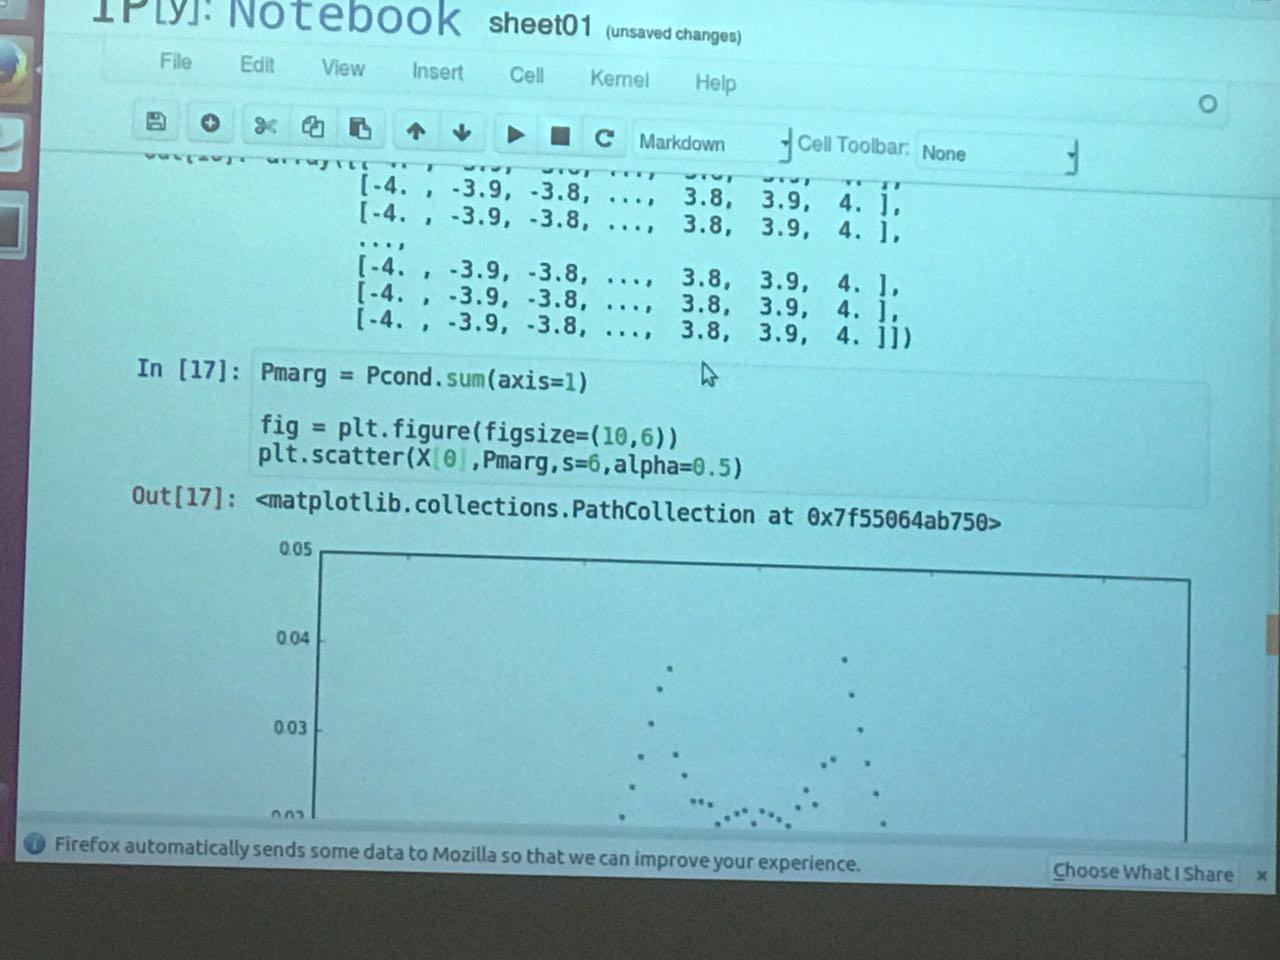 IP[y]: Notebook sheet01 (unsaved changes)
File Edit View Insert Cell Kernel Help
Markdown Cell Toolbar: None
[-4. , -3.9, -3.8, ..., 3.8, 3.9, 4. ],
[-4. , -3.9, -3.8, ..., 3.8, 3.9, 4. ],
...,
[-4. , -3.9, -3.8, ..., 3.8, 3.9, 4. ],
[-4. , -3.9, -3.8, ..., 3.8, 3.9, 4. ],
[-4. , -3.9, -3.8, ..., 3.8, 3.9, 4. ]])
In [17]: Pmarg = Pcond.sum(axis=1)
fig = plt.figure(figsize=(10,6))
plt.scatter(X[0],Pmarg,s=6,alpha=0.5)
Out[17]: <matplotlib.collections.PathCollection at 0x7f55064ab750>
0.05
0.04
0.03
Firefox automatically sends some data to Mozilla so that we can improve your experience. Choose What I Share ×